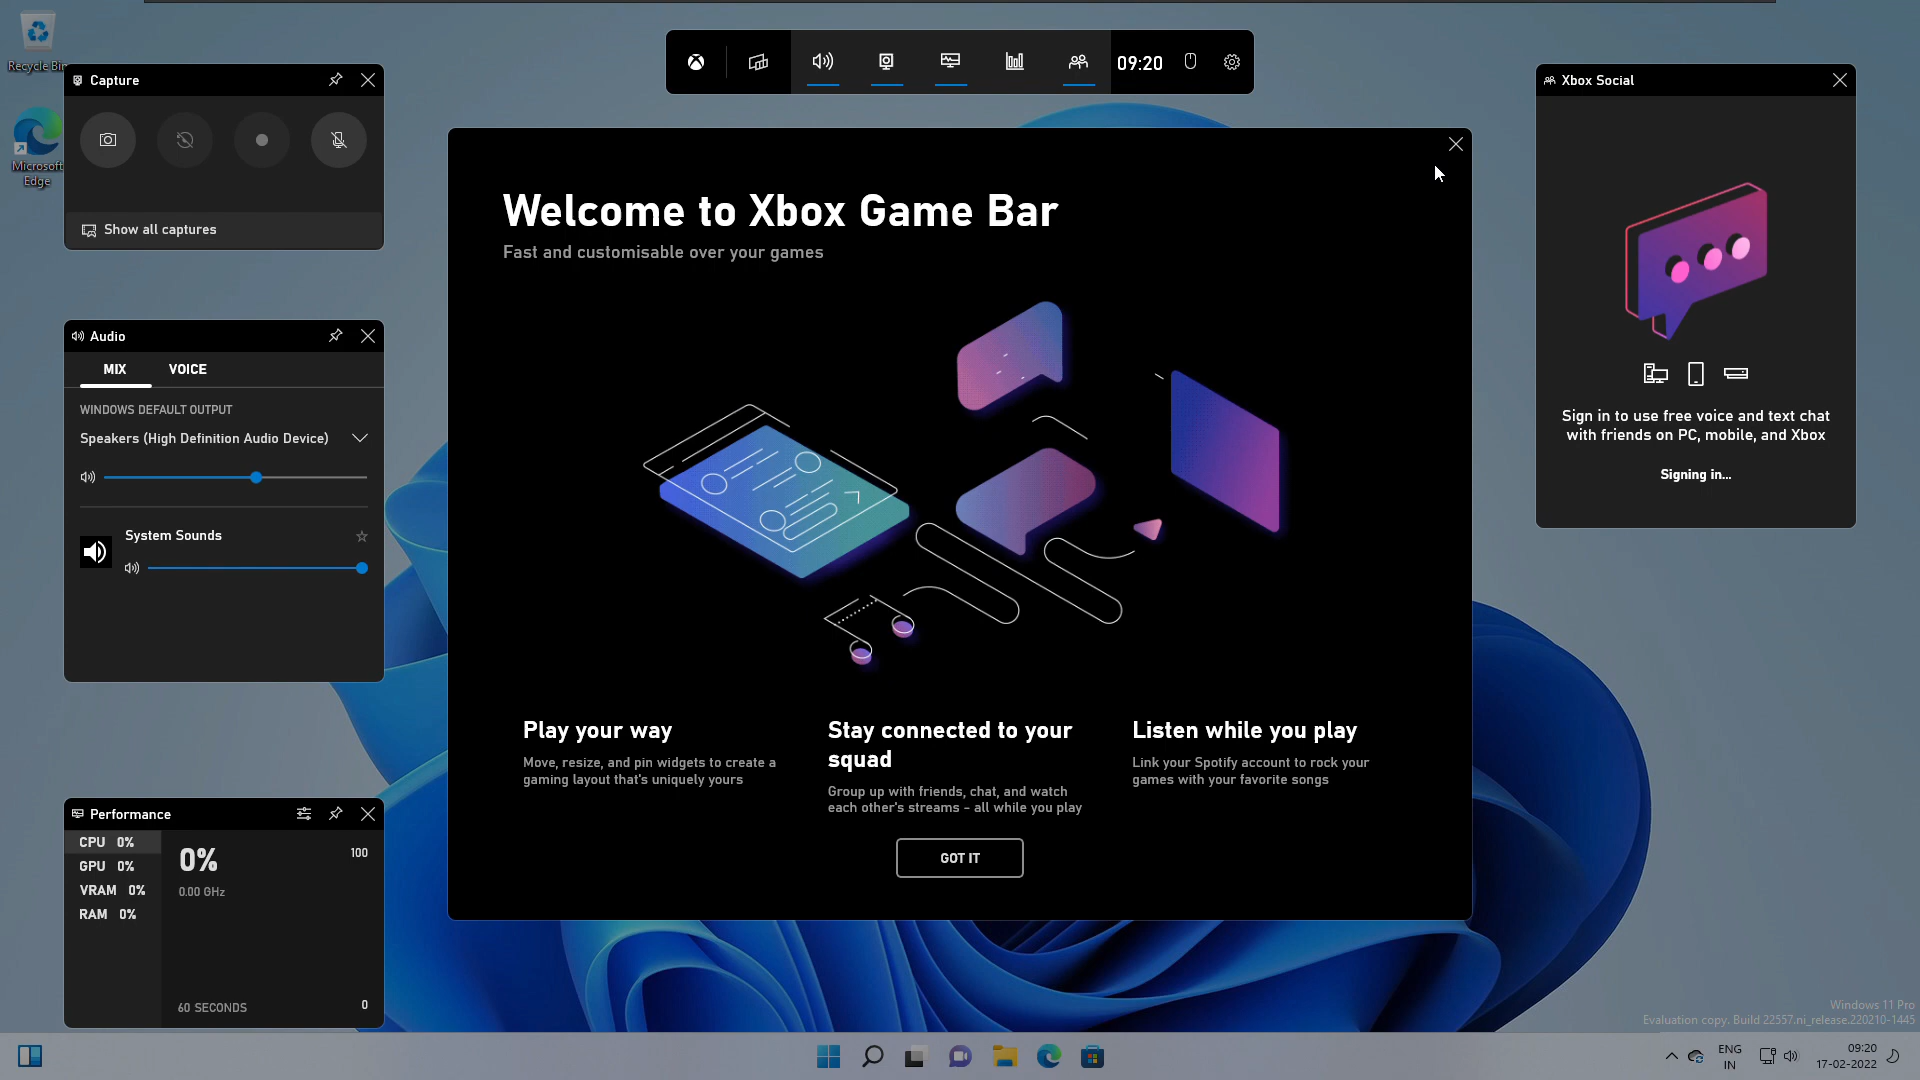 Recycle Bin
Microsoft
Edge
Capture
Show all captures
09:20
Xbox Social
Sign in to use free voice and text chat
with friends on PC, mobile, and Xbox
Signing in...
Welcome to Xbox Game Bar
Fast and customisable over your games
Play your way
Move, resize, and pin widgets to create a
gaming layout that's uniquely yours
Stay connected to your
squad
Group up with friends, chat, and watch
each other's streams - all while you play
Listen while you play
Link your Spotify account to rock your
games with your favorite songs
GOT IT
Audio
MIX VOICE
WINDOWS DEFAULT OUTPUT
Speakers (High Definition Audio Device)
System Sounds
Performance
CPU 0%
GPU 0%
VRAM 0%
RAM 0%
0%
0.00 GHz
100
60 SECONDS
0
Windows 11 Pro
Evaluation copy. Build 22557.ni_release.220210-1445
ENG
IN
09:20
17-02-2022